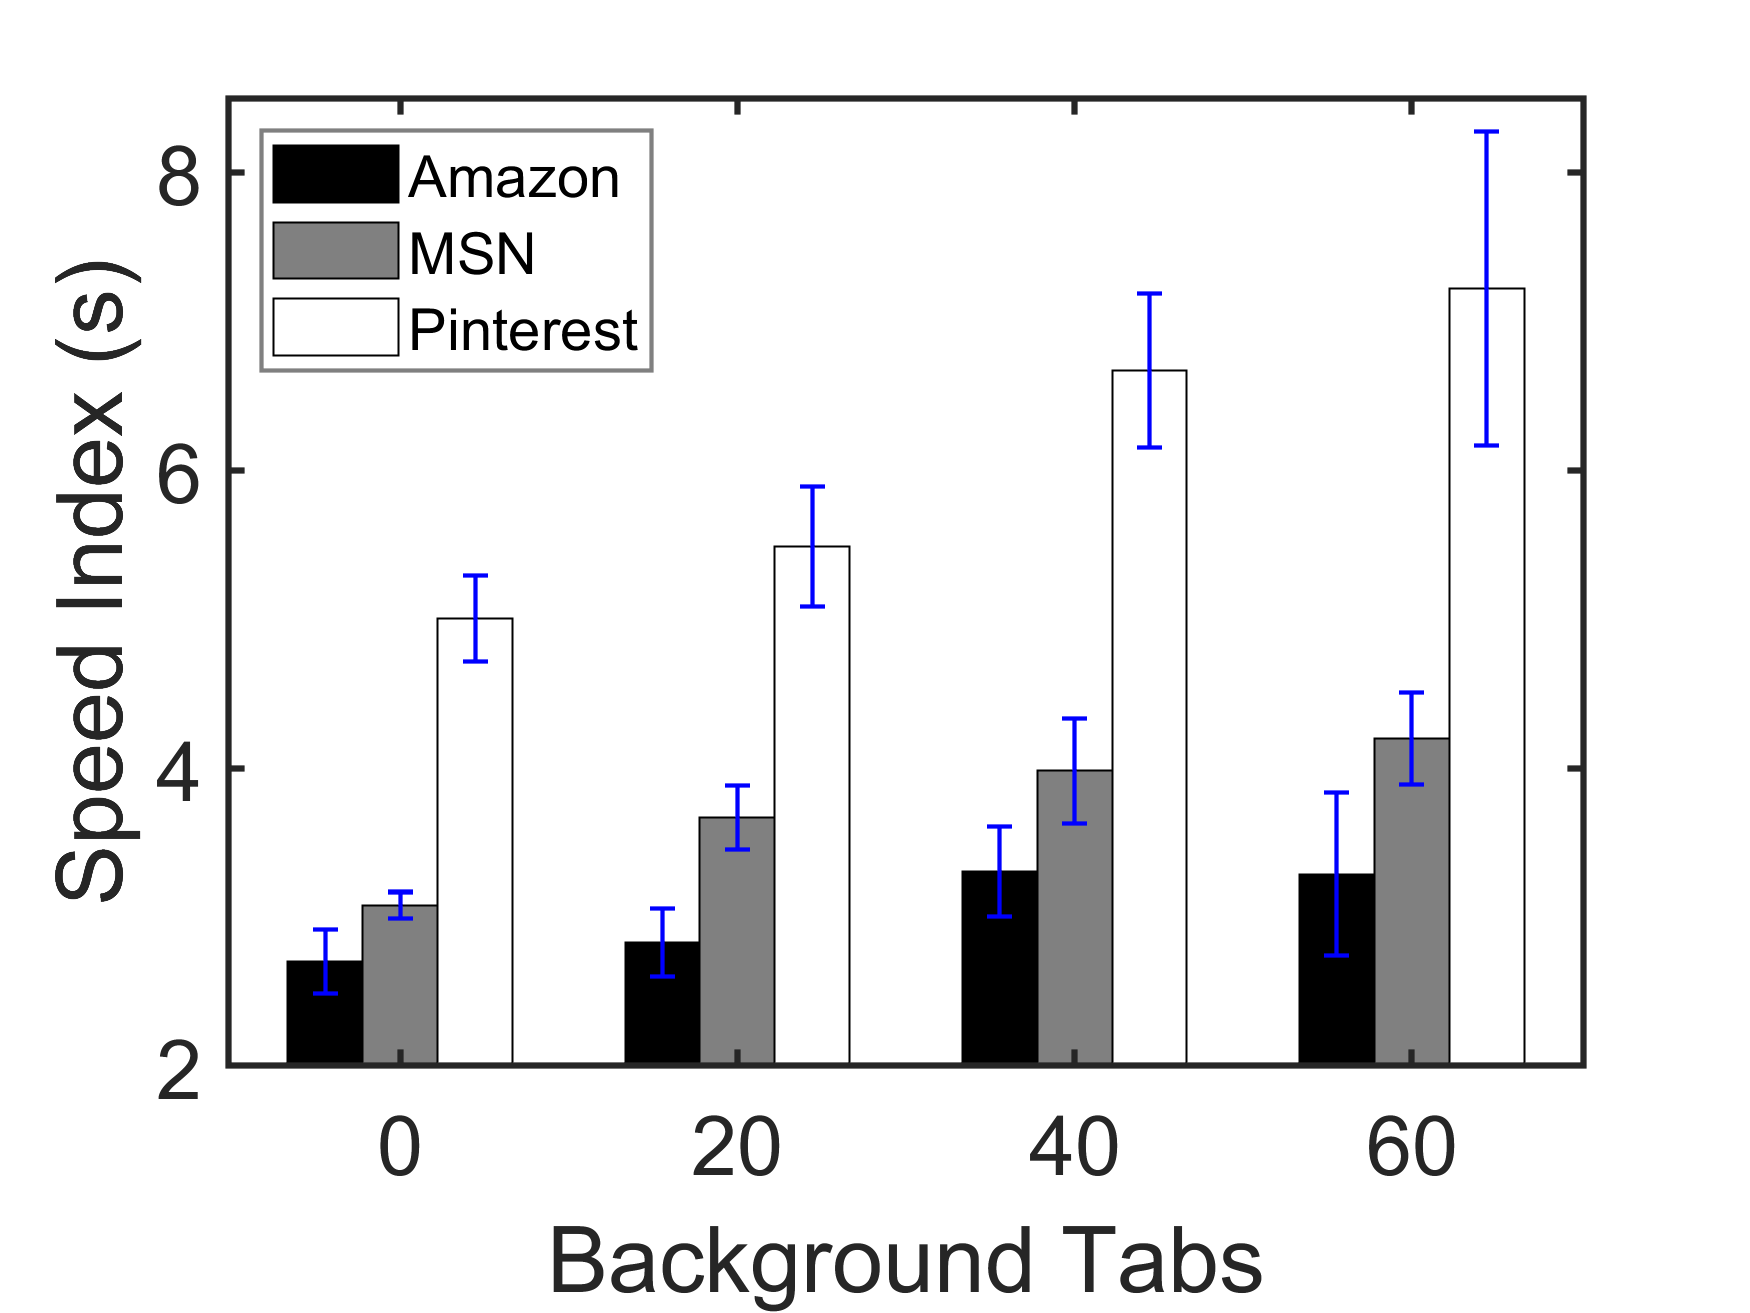 Amazon
MSN
Pinterest
8
6
4
2
Speed Index (s)
0 20 40 60
Background Tabs